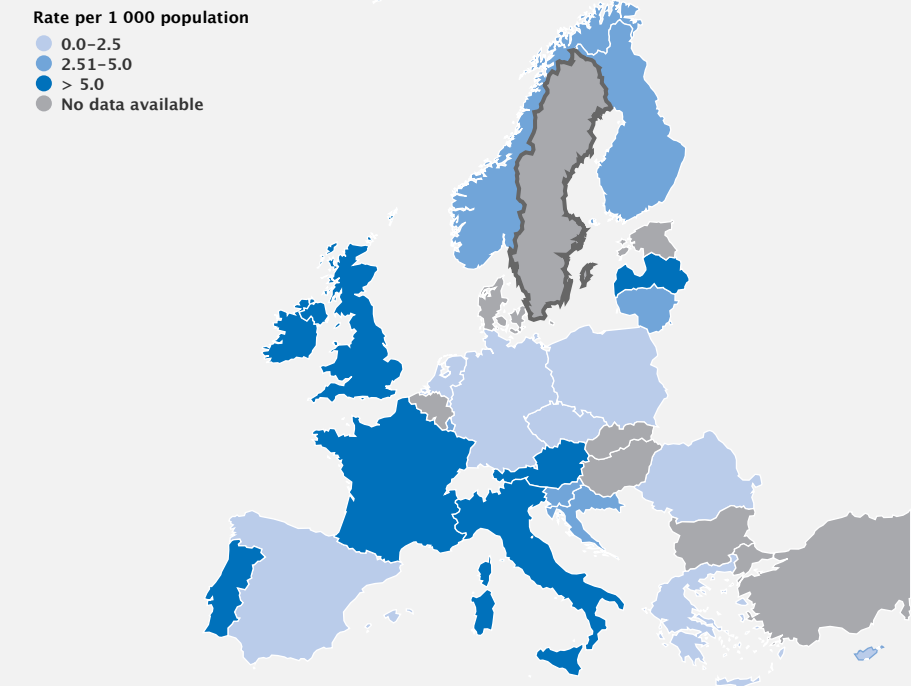 Rate per 1 000 population
0.0–2.5
2.51–5.0
> 5.0
No data available